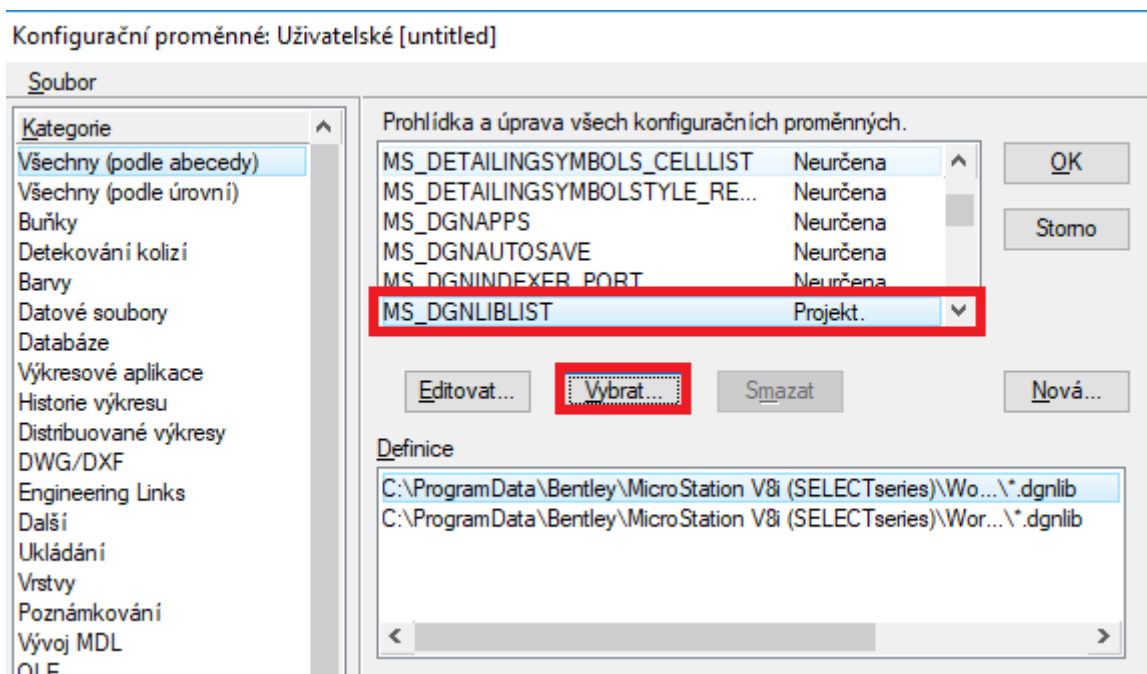 Konfigurační proměnné: Uživatelské [untitled]
Soubor
Kategorie
Všechny (podle abecedy)
Všechny (podle úrovní)
Buňky
Detekování kolizí
Barvy
Datové soubory
Databáze
Výkresové aplikace
Historie výkresu
Distribuované výkresy
DWG/DXF
Engineering Links
Další
Ukládání
Vrstvy
Poznámkování
Vývoj MDL
OLE
Prohlídka a úprava všech konfiguračních proměnných.
MS_DETAILINGSYMBOLS_CELLLIST Neurčena
MS_DETAILINGSYMBOLSTYLE_RE... Neurčena
MS_DGNAPPS Neurčena
MS_DGNAUTOSAVE Neurčena
MS_DGNINDEXER_PORT Neurčena
MS_DGNLIBLIST Projekt.
OK
Storno
Editovat... Vybrat... Smazat Nová...
Definice
C:\ProgramData\Bentley\MicroStation V8i (SELECTseries)\Wo...\*.dgnlib
C:\ProgramData\Bentley\MicroStation V8i (SELECTseries)\Wor...\*.dgnlib